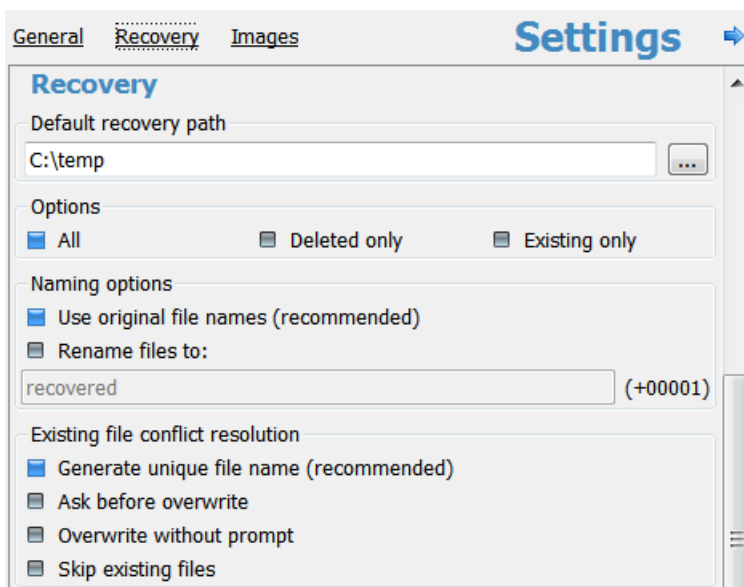 General Recovery Images Settings
Recovery
Default recovery path
C:\temp ...
Options
All Deleted only Existing only
Naming options
Use original file names (recommended)
Rename files to:
recovered (+00001)
Existing file conflict resolution
Generate unique file name (recommended)
Ask before overwrite
Overwrite without prompt
Skip existing files